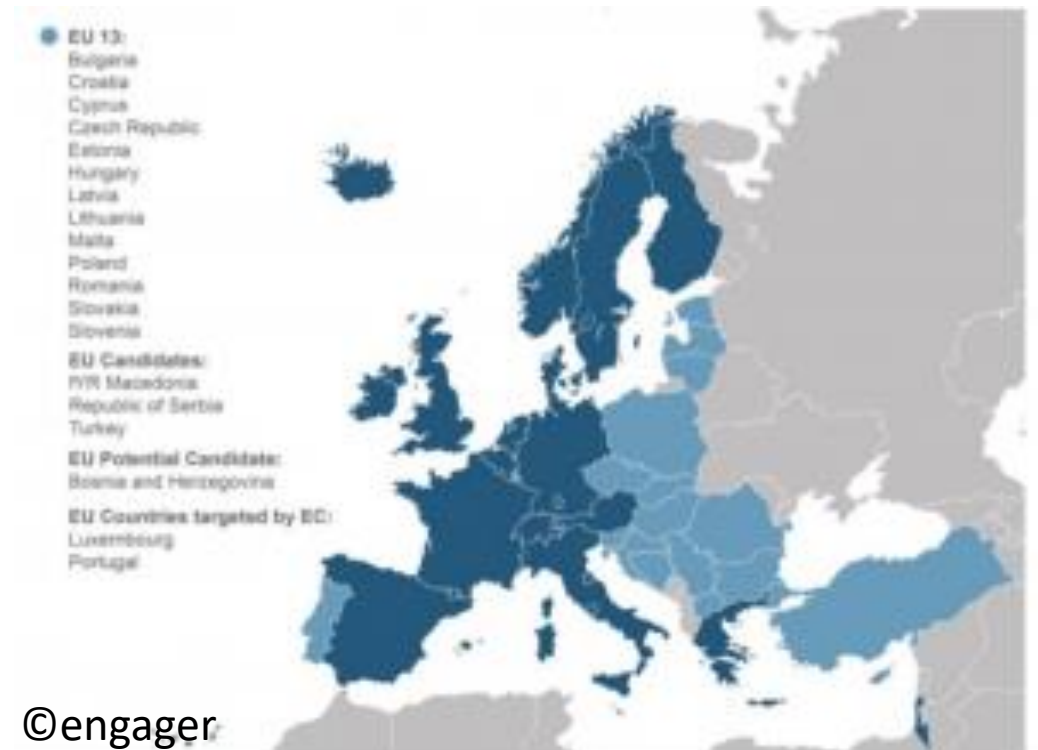 EU 13:
Bulgaria
Croatia
Cyprus
Czech Republic
Estonia
Hungary
Latvia
Lithuania
Malta
Poland
Romania
Slovakia
Slovenia
EU Candidates:
FYR Macedonia
Republic of Serbia
Turkey
EU Potential Candidate:
Bosnia and Herzegovina
EU Countries targeted by EC:
Luxembourg
Portugal
©engager